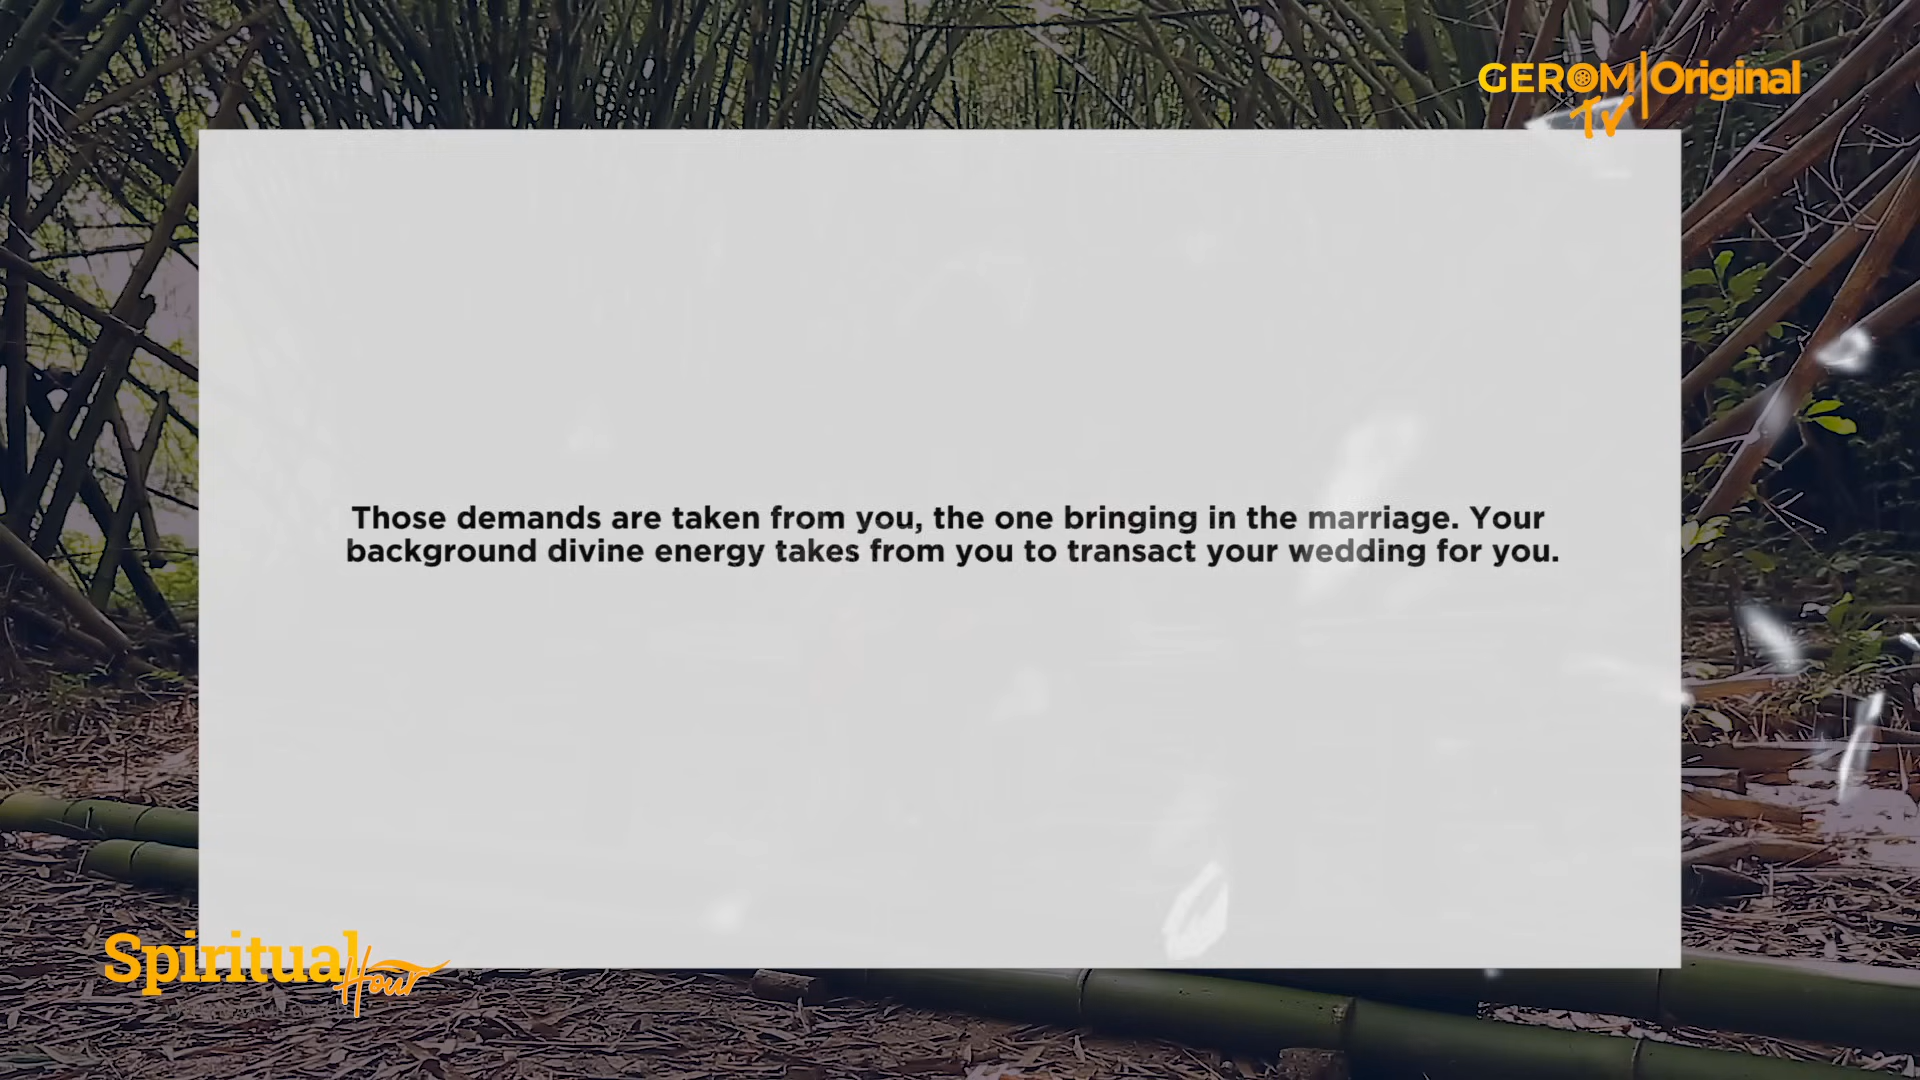 GEROM Original
TV
Those demands are taken from you, the one bringing in the marriage. Your
background divine energy takes from you to transact your wedding for you.
Spiritual
Hour